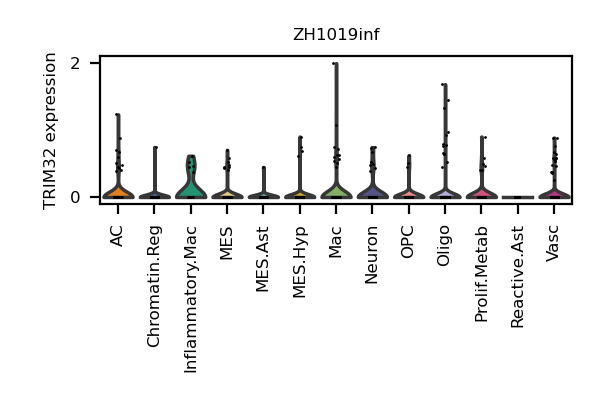 ZH1019inf
TRIM32 expression
2
0
AC
Chromatin.Reg
Inflammatory.Mac
MES
MES.Ast
MES.Hyp
Mac
Neuron
OPC
Oligo
Prolif.Metab
Reactive.Ast
Vasc